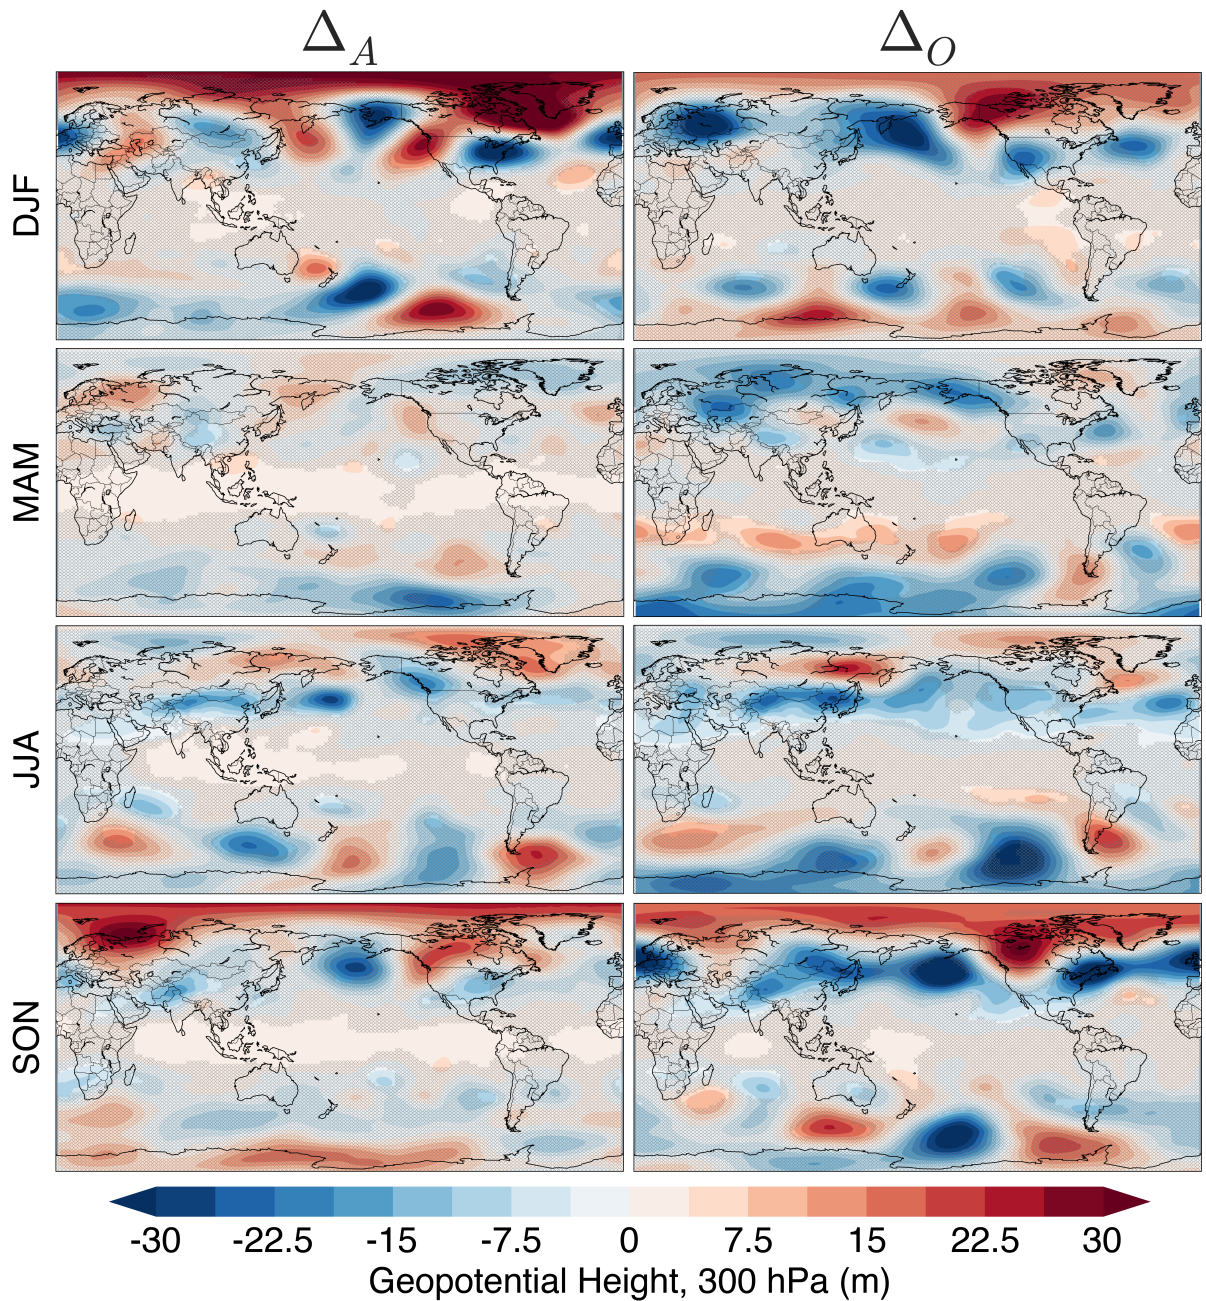 Δ_A Δ_O
DJF
MAM
JJA
SON
-30 -22.5 -15 -7.5 0 7.5 15 22.5 30
Geopotential Height, 300 hPa (m)